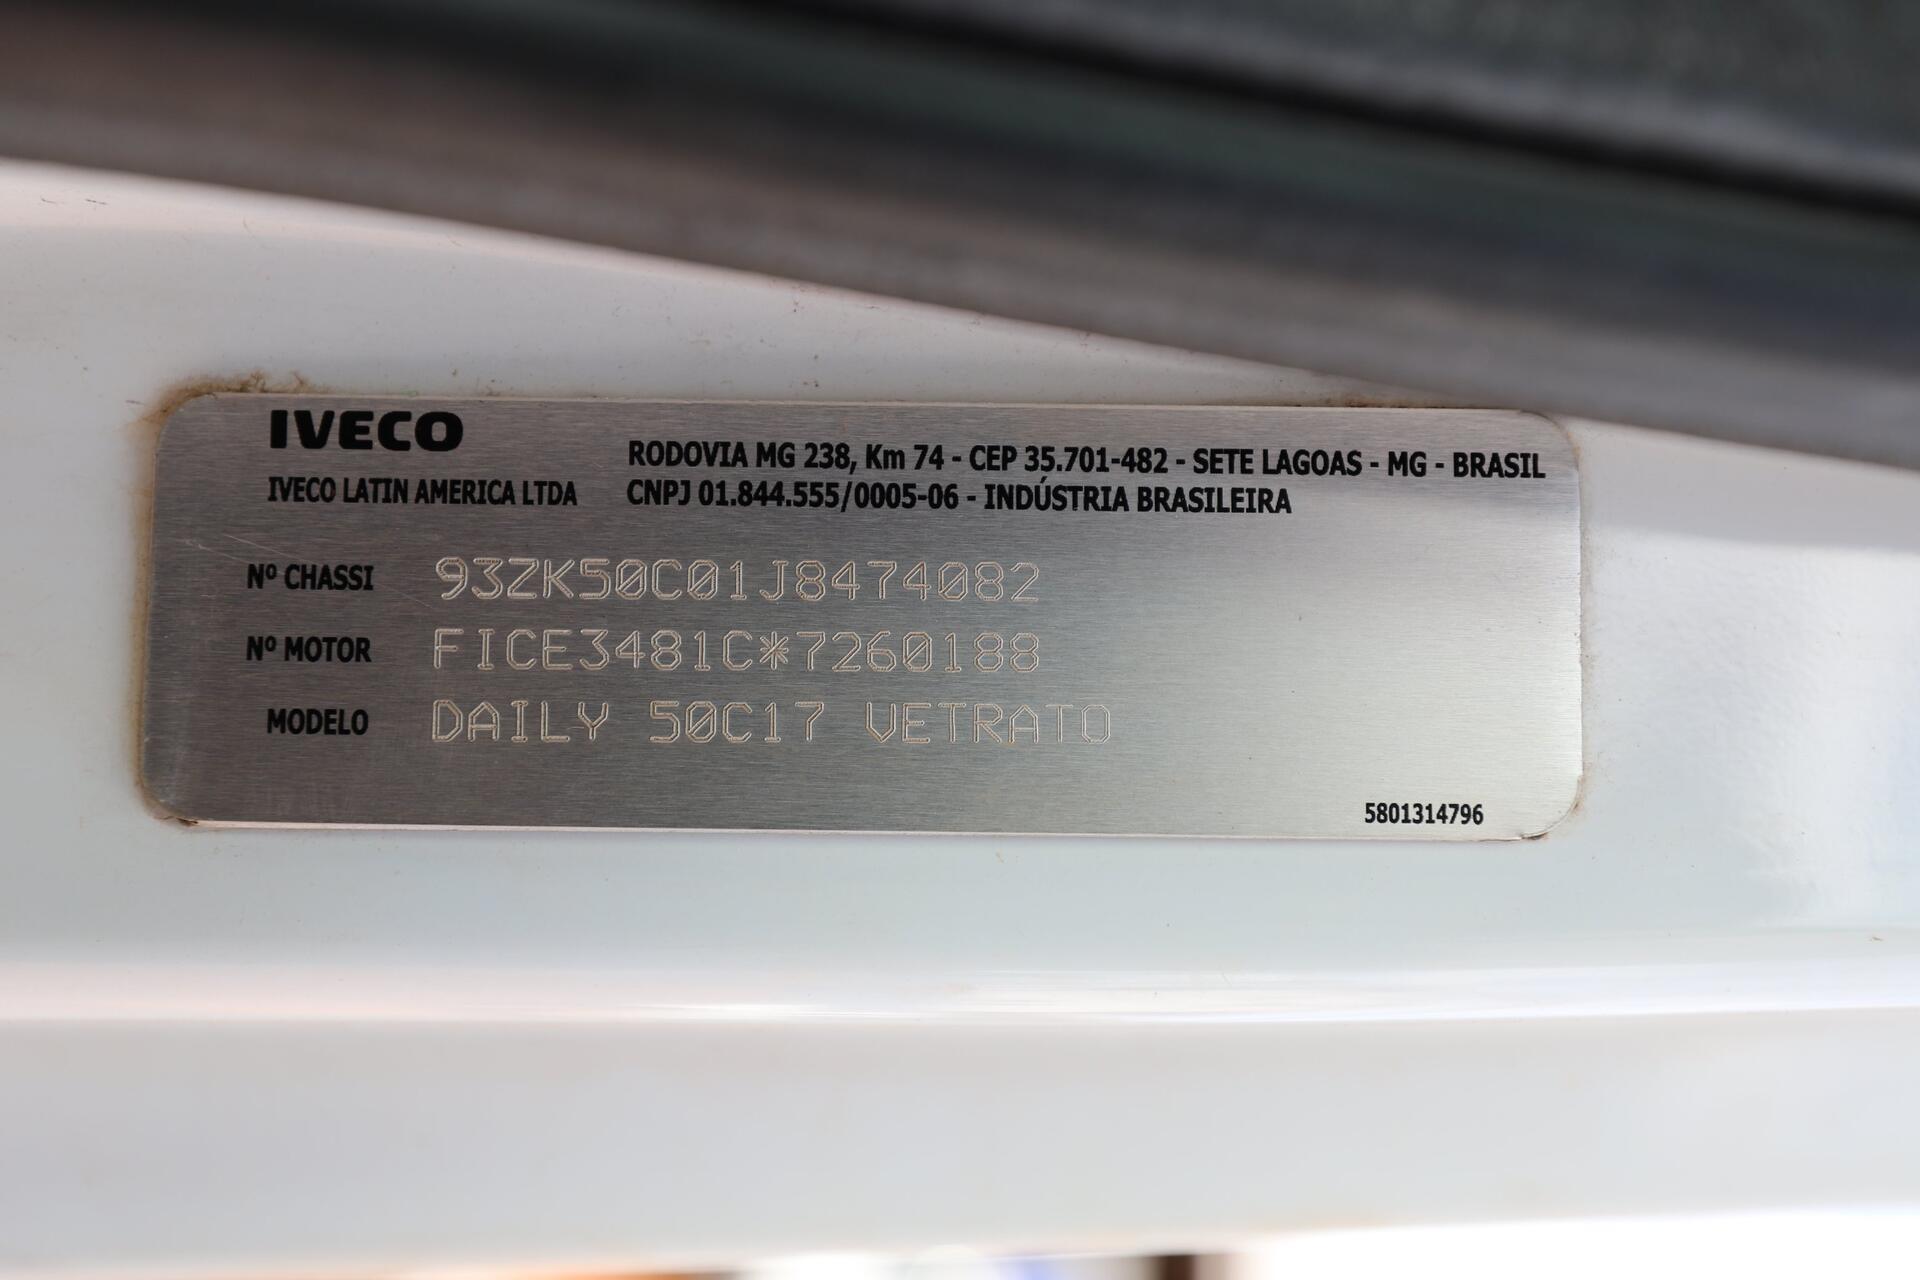 IVECO
IVECO LATIN AMERICA LTDA
RODOVIA MG 238, Km 74 - CEP 35.701-482 - SETE LAGOAS - MG - BRASIL
CNPJ 01.844.555/0005-06 - INDÚSTRIA BRASILEIRA
Nº CHASSI 93ZK50C01J8474082
Nº MOTOR FICE3481C*7260188
MODELO DAILY 50C17 VETRATO
5801314796